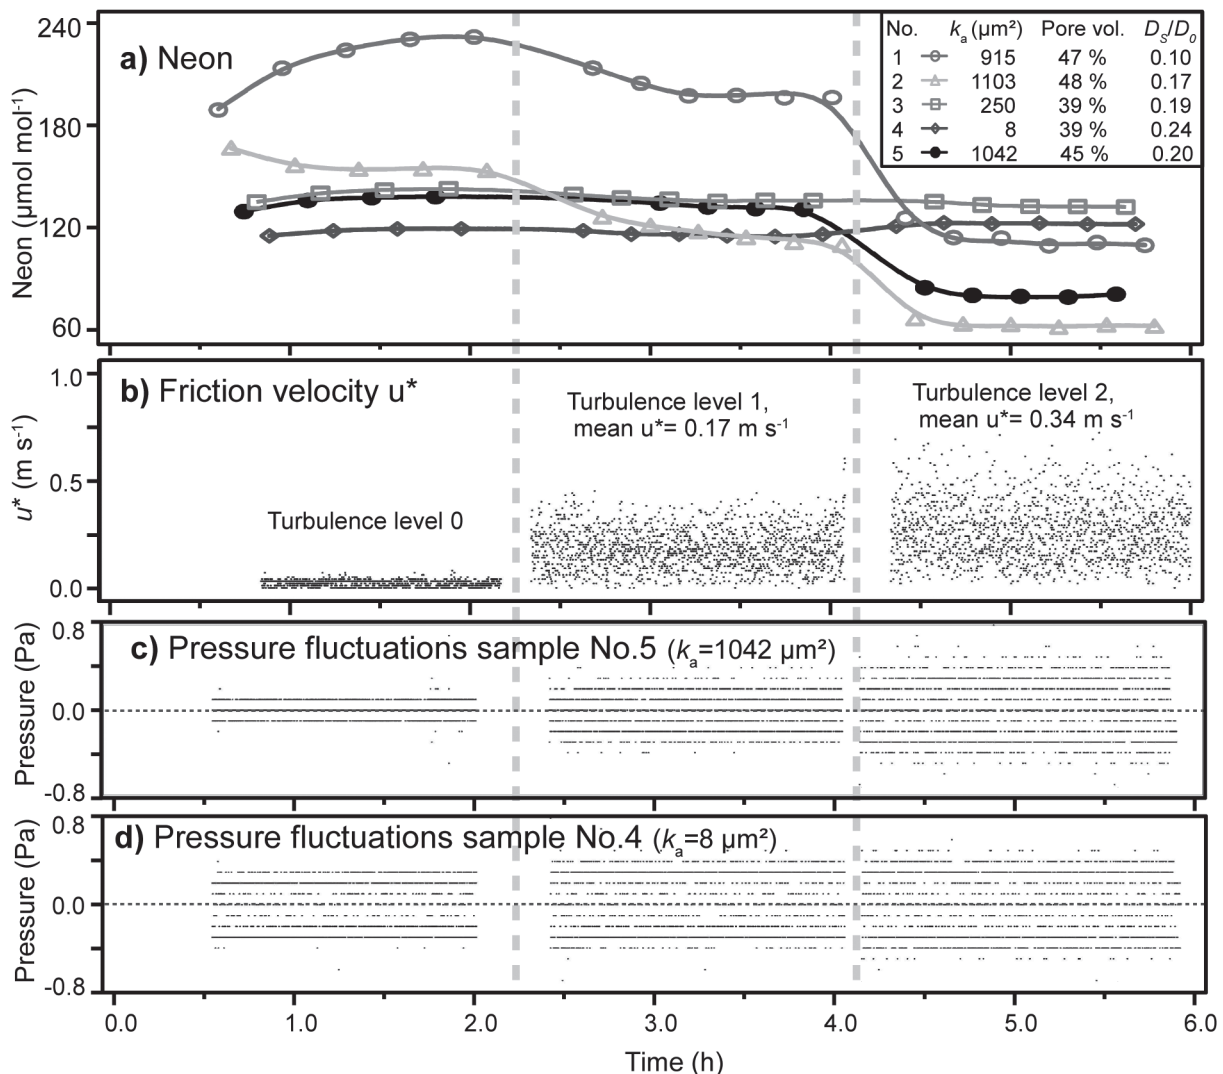 240
180
120
60
Neon (µmol mol⁻¹)
a) Neon
No. kₐ (µm²) Pore vol. D_S/D₀
1 915 47 % 0.10
2 1103 48 % 0.17
3 250 39 % 0.19
4 8 39 % 0.24
5 1042 45 % 0.20
1.0
0.5
0.0
u* (m s⁻¹)
b) Friction velocity u*
Turbulence level 0
Turbulence level 1,
mean u*= 0.17 m s⁻¹
Turbulence level 2,
mean u*= 0.34 m s⁻¹
0.8
0.0
-0.8
Pressure (Pa)
c) Pressure fluctuations sample No.5 (kₐ=1042 µm²)
0.8
0.0
-0.8
Pressure (Pa)
d) Pressure fluctuations sample No.4 (kₐ=8 µm²)
0.0 1.0 2.0 3.0 4.0 5.0 6.0
Time (h)